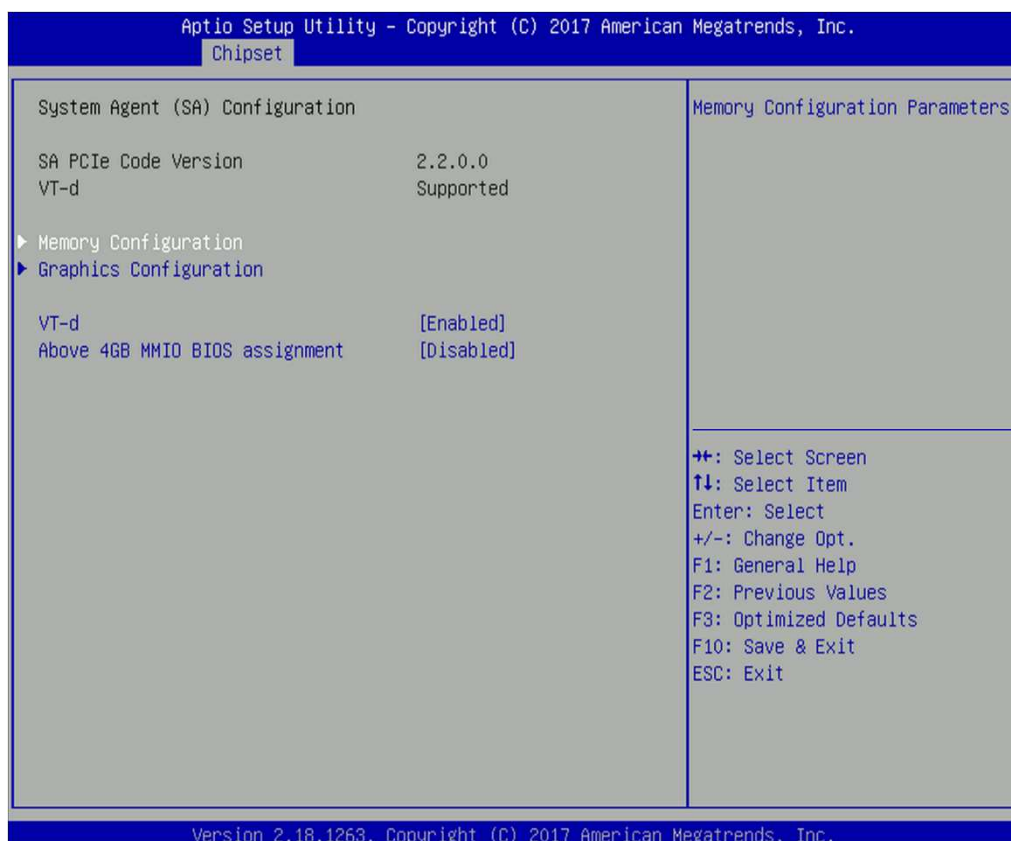 Aptio Setup Utility – Copyright (C) 2017 American Megatrends, Inc.
Chipset
System Agent (SA) Configuration
SA PCIe Code Version 2.2.0.0
VT-d Supported
Memory Configuration
Graphics Configuration
VT-d [Enabled]
Above 4GB MMIO BIOS assignment [Disabled]
Memory Configuration Parameters
→←: Select Screen
↑↓: Select Item
Enter: Select
+/-: Change Opt.
F1: General Help
F2: Previous Values
F3: Optimized Defaults
F10: Save & Exit
ESC: Exit
Version 2.18.1263. Copyright (C) 2017 American Megatrends, Inc.